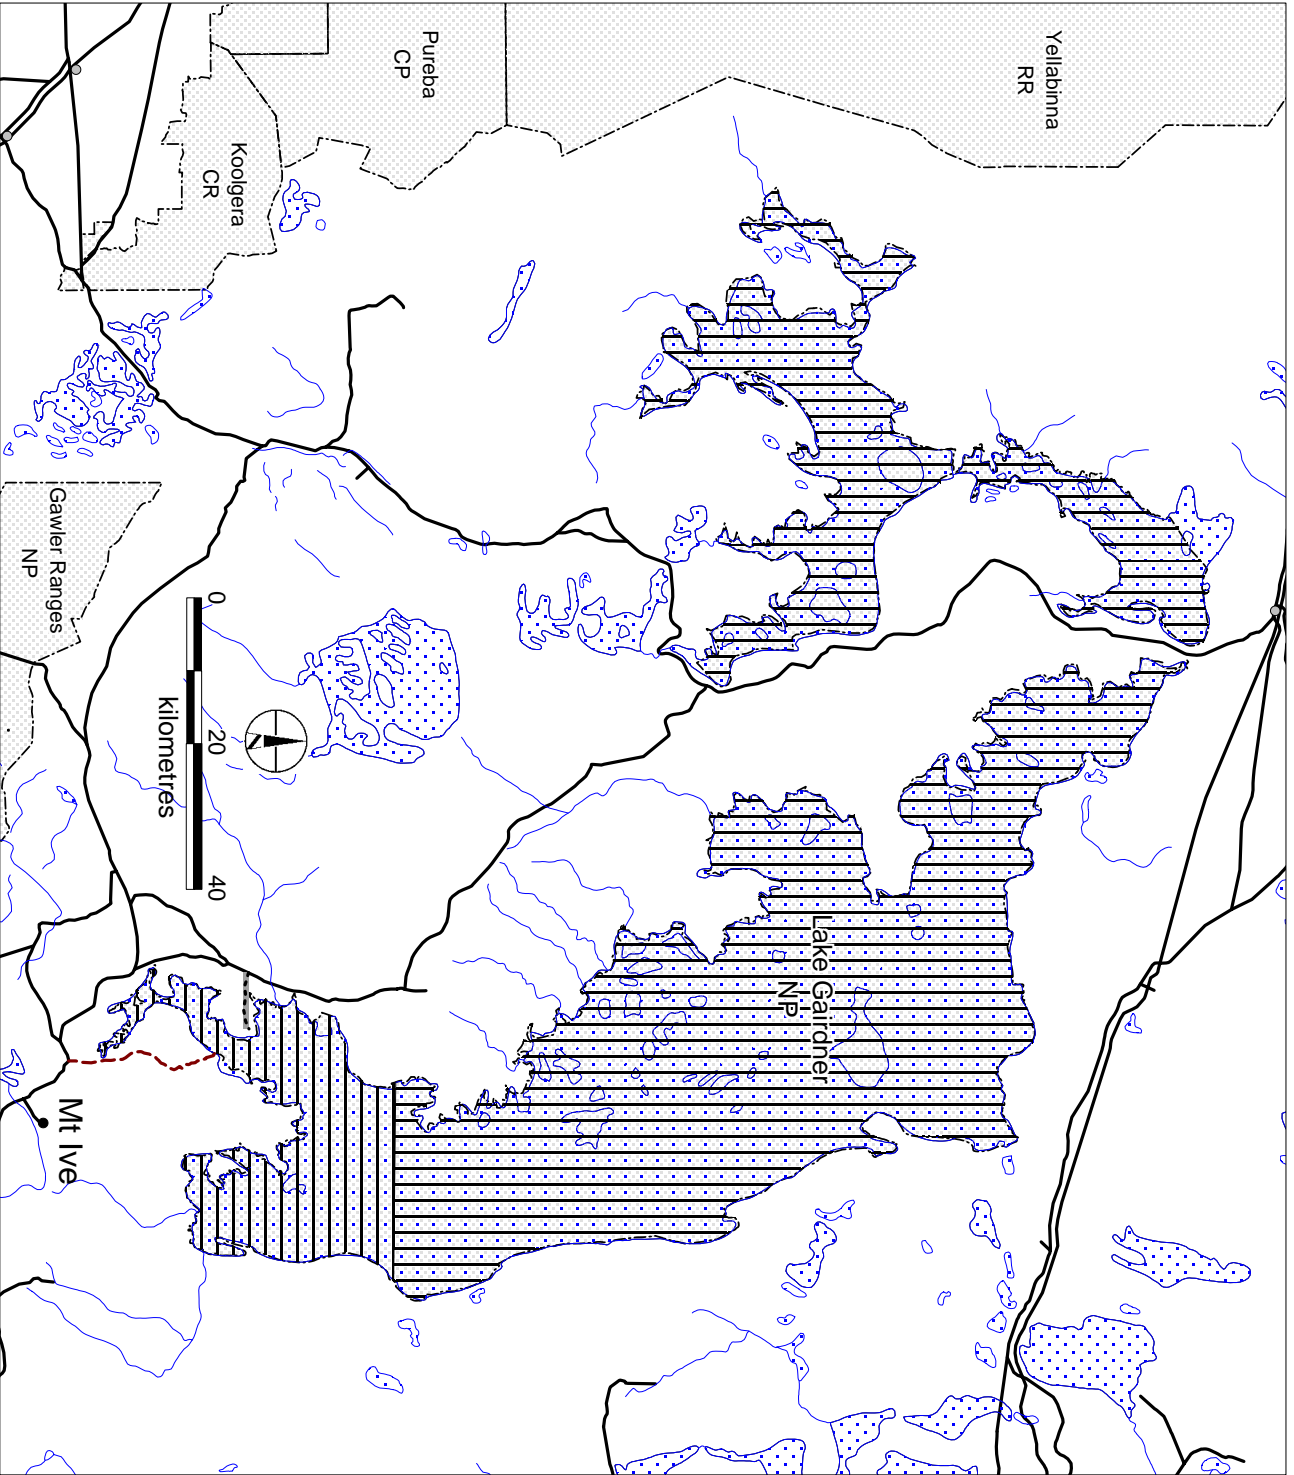 Yellabinna
RR
Pureba
CP
Koolgera
CR
Gawler Ranges
NP
Lake Gairdner
NP
Mt Ive
0
20
40
kilometres
N